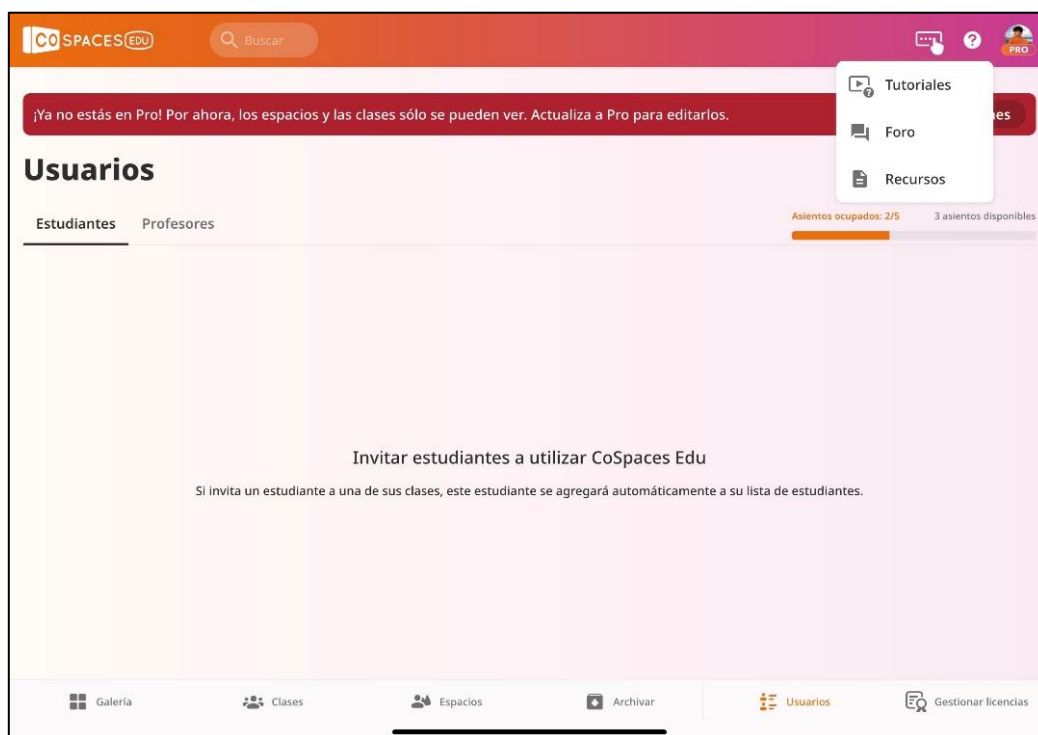 CO SPACES EDU
Buscar
PRO
Tutoriales
Foro
Recursos
¡Ya no estás en Pro! Por ahora, los espacios y las clases sólo se pueden ver. Actualiza a Pro para editarlos.
es
Usuarios
Estudiantes Profesores
Asientos ocupados: 2/5 3 asientos disponibles
Invitar estudiantes a utilizar CoSpaces Edu
Si invita un estudiante a una de sus clases, este estudiante se agregará automáticamente a su lista de estudiantes.
Galería Clases Espacios Archivar Usuarios Gestionar licencias